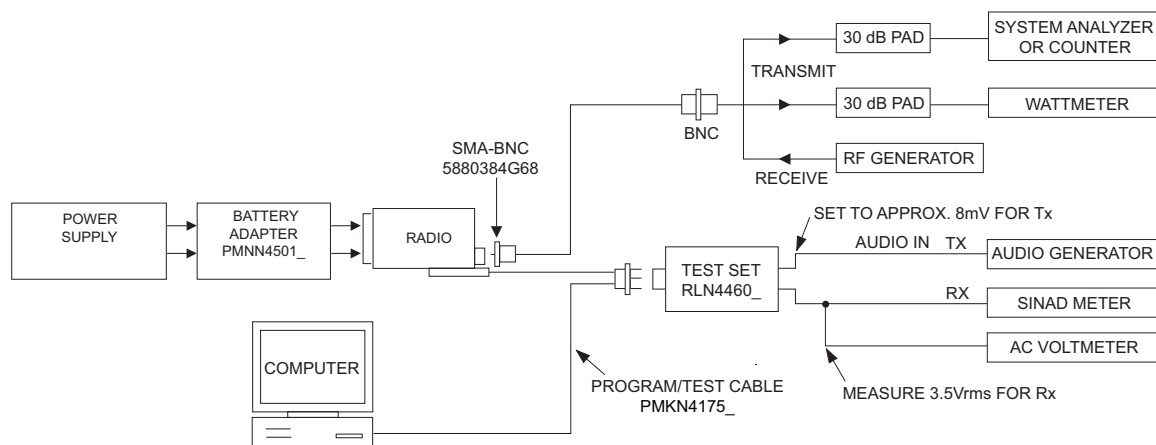 30 dB PAD
SYSTEM ANALYZER
OR COUNTER
TRANSMIT
30 dB PAD
WATTMETER
BNC
SMA-BNC
5880384G68
RF GENERATOR
RECEIVE
POWER
SUPPLY
BATTERY
ADAPTER
PMNN4501_
RADIO
SET TO APPROX. 8mV FOR Tx
AUDIO IN TX
AUDIO GENERATOR
TEST SET
RLN4460_
RX
SINAD METER
AC VOLTMETER
COMPUTER
PROGRAM/TEST CABLE
PMKN4175_
MEASURE 3.5Vrms FOR Rx